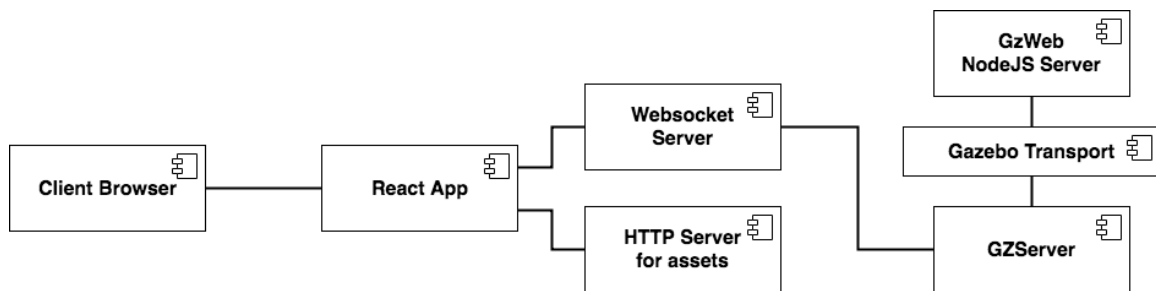 GzWeb
NodeJS Server
Websocket
Server
Gazebo Transport
Client Browser
React App
HTTP Server
for assets
GZServer